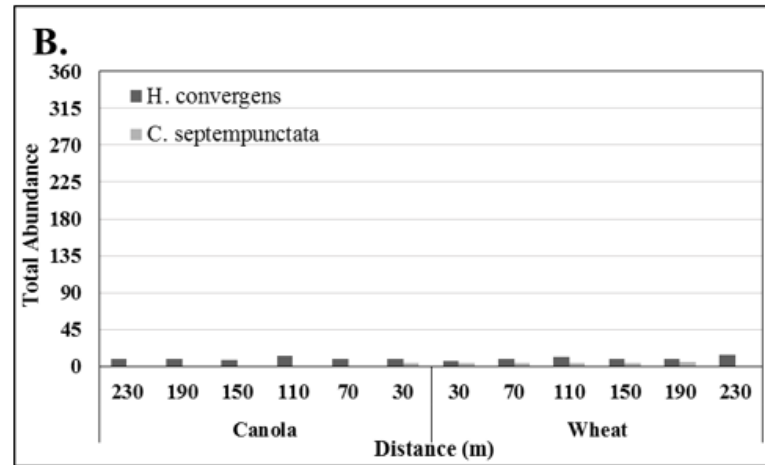 B.
Total Abundance
360
315
270
225
180
135
90
45
0
H. convergens
C. septempunctata
230 190 150 110 70 30 30 70 110 150 190 230
Canola Wheat
Distance (m)